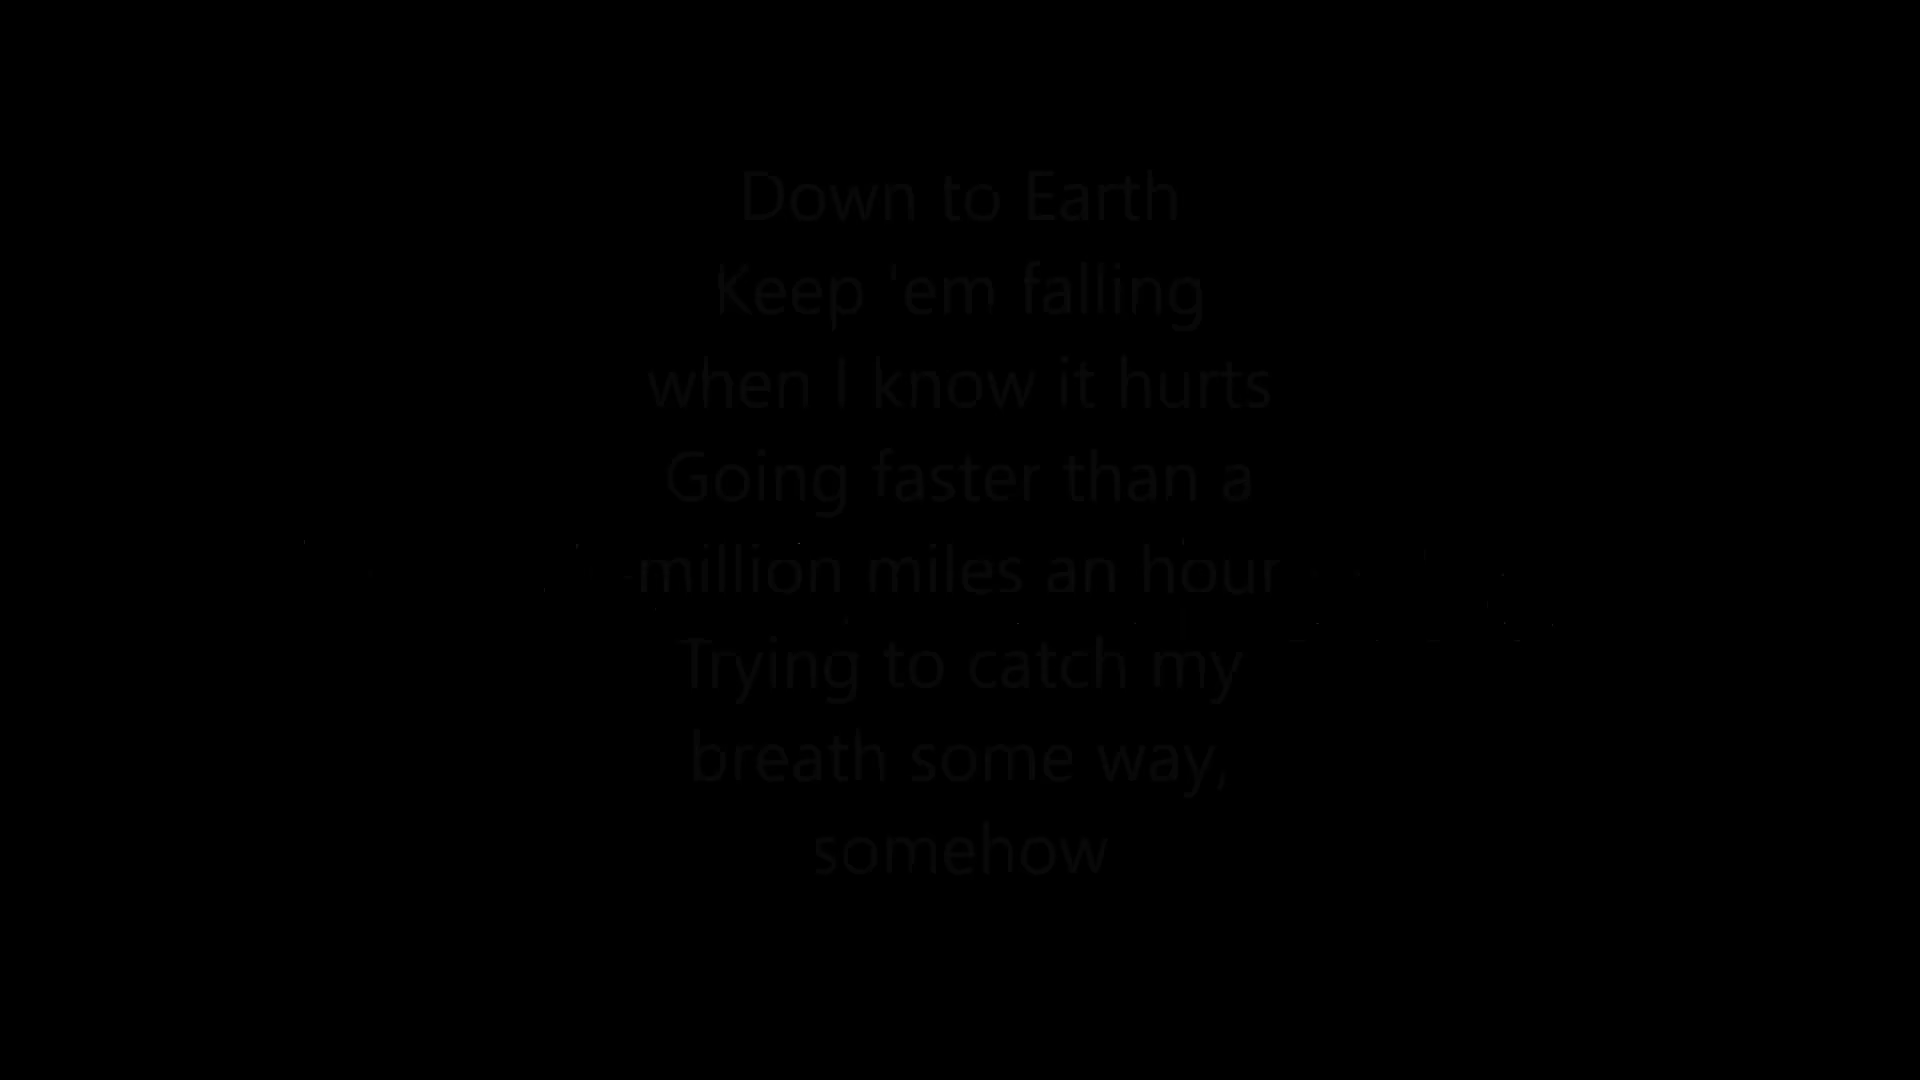 Down to Earth
Keep 'em falling
when I know it hurts
Going faster than a
million miles an hour
Trying to catch my
breath some way,
somehow